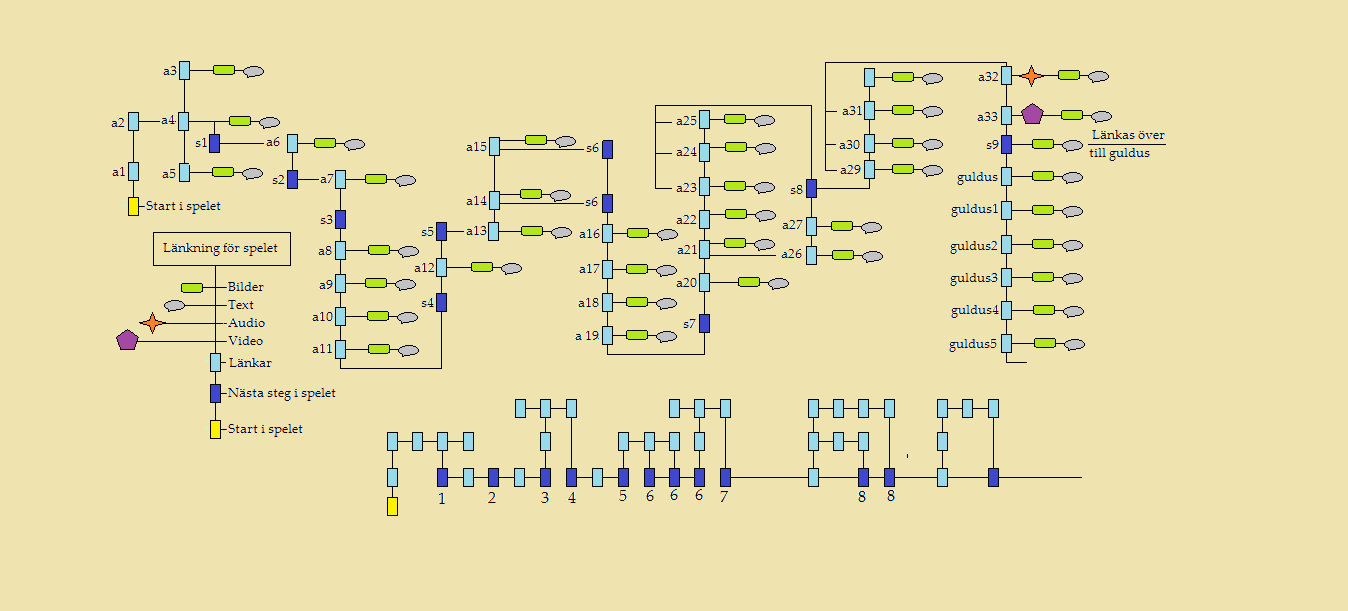 a3
a2
a4
s1
a6
a1
a5
s2
a7
Start i spelet
s3
a8
a9
a10
a11
Länkning för spelet
Bilder
Text
Audio
Video
Länkar
Nästa steg i spelet
Start i spelet
s5
a12
s4
a15
s6
a14
s6
a13
a16
a17
a18
a 19
a25
a24
a23
a22
a21
a20
s7
s8
a27
a26
a31
a30
a29
a32
a33
s9
Länkas över
till guldus
guldus
guldus1
guldus2
guldus3
guldus4
guldus5
1 2 3 4 5 6 6 6 7 8 8